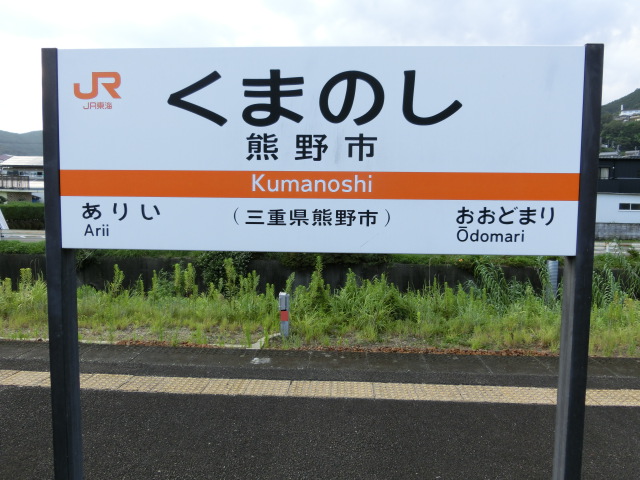 JR
JR東海
くまのし
熊野市
Kumanoshi
ありい
Arii
(三重県熊野市)
おおどまり
Ōdomari